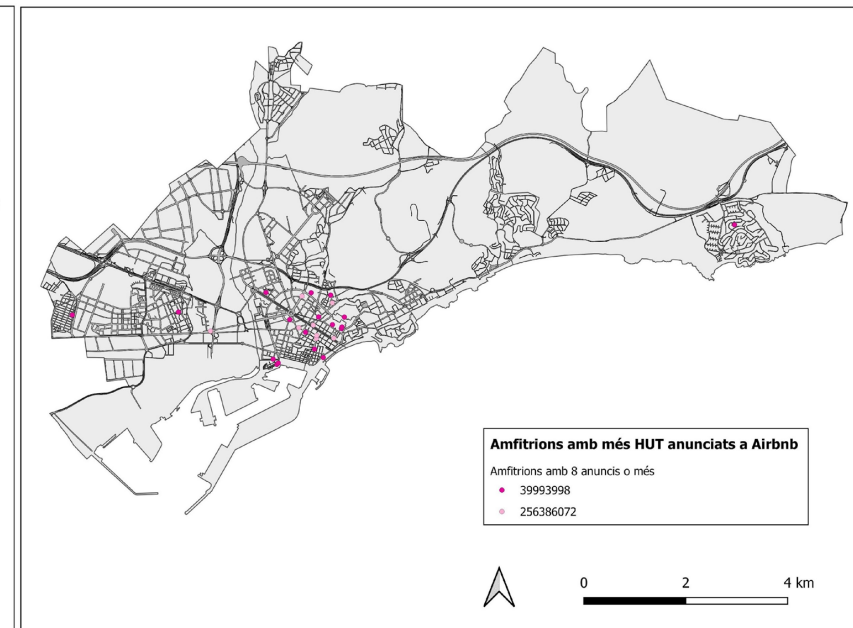 Amfitrions amb més HUT anunciats a Airbnb
Amfitrions amb 8 anuncis o més
39993998
256386072
0 2 4 km